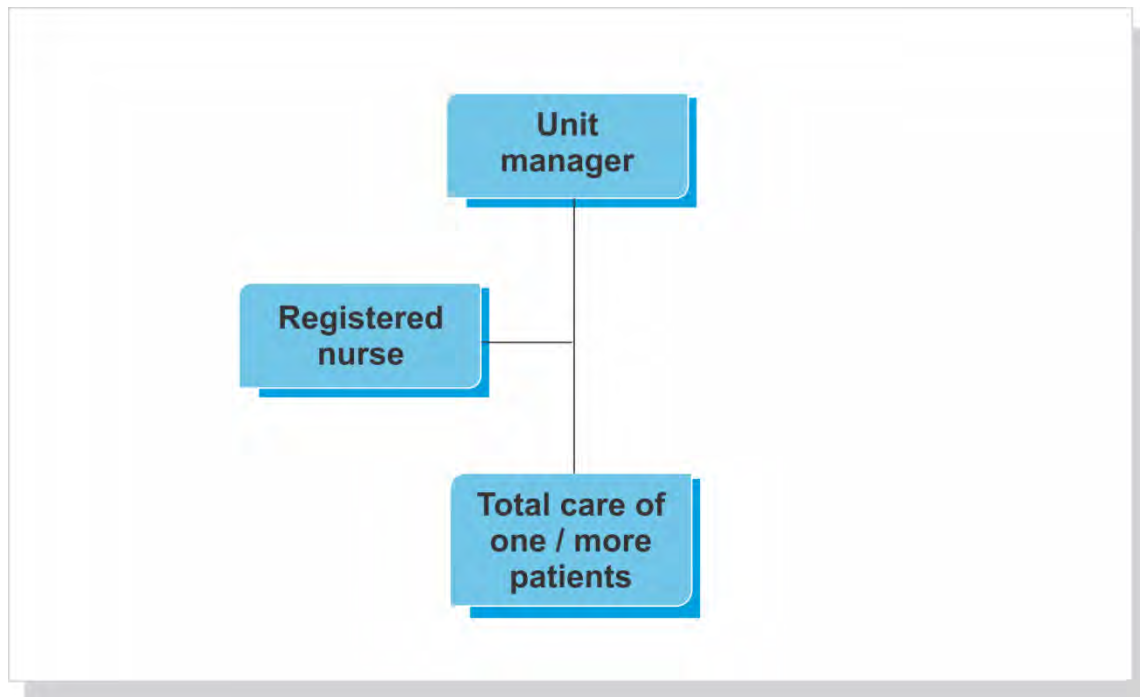 Unit
manager
Registered
nurse
Total care of
one / more
patients